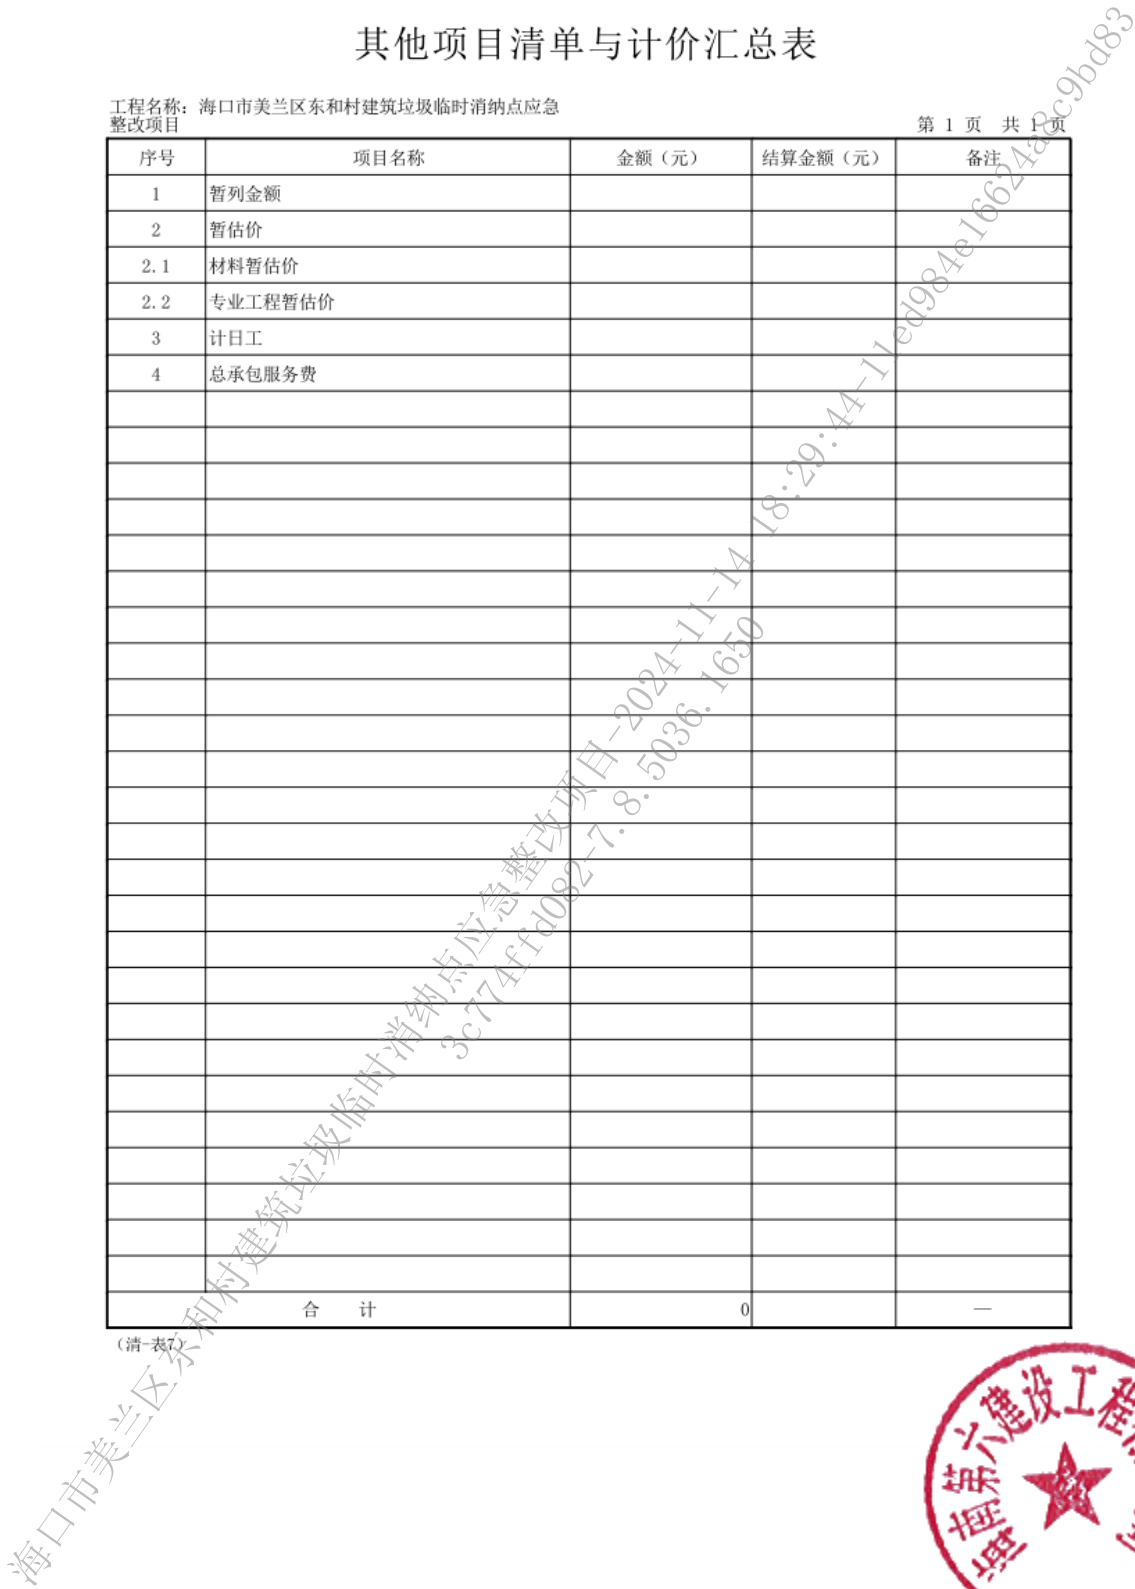 其他项目清单与计价汇总表
工程名称：海口市美兰区东和村建筑垃圾临时消纳点应急
整改项目
第 1 页 共 1 页
序号 项目名称 金额（元） 结算金额（元） 备注
1 暂列金额
2 暂估价
2.1 材料暂估价
2.2 专业工程暂估价
3 计日工
4 总承包服务费
合 计 0 —
（清-表7）
海口市美兰区东和村建筑垃圾临时消纳点应急整改项目-2024-11-14 18:29:44-11ed984e16624a8c9bd83
3c774ffd082-7.8.5036.1650
南第六建设工程